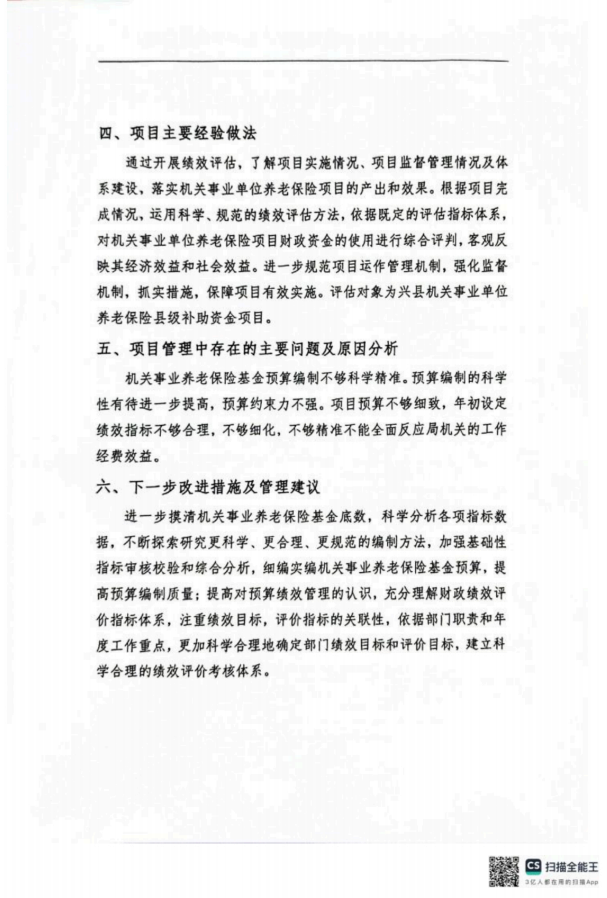 四、项目主要经验做法
通过开展绩效评估，了解项目实施情况、项目监督管理情况及体
系建设，落实机关事业单位养老保险项目的产出和效果。根据项目完
成情况，运用科学、规范的绩效评估方法，依据既定的评估指标体系，
对机关事业单位养老保险项目财政资金的使用进行综合评判，客观反
映其经济效益和社会效益。进一步规范项目运作管理机制，强化监督
机制，抓实措施，保障项目有效实施。评估对象为兴县机关事业单位
养老保险县级补助资金项目。
五、项目管理中存在的主要问题及原因分析
机关事业养老保险基金预算编制不够科学精准。预算编制的科学
性有待进一步提高，预算约束力不强。项目预算不够细致，年初设定
绩效指标不够合理，不够细化，不够精准不能全面反应局机关的工作
经费效益。
六、下一步改进措施及管理建议
进一步摸清机关事业养老保险基金底数，科学分析各项指标数
据，不断探索研究更科学、更合理、更规范的编制方法，加强基础性
指标审核校验和综合分析，细编实编机关事业养老保险基金预算，提
高预算编制质量；提高对预算绩效管理的认识，充分理解财政绩效评
价指标体系，注重绩效目标，评价指标的关联性，依据部门职责和年
度工作重点，更加科学合理地确定部门绩效目标和评价目标，建立科
学合理的绩效评价考核体系。
CS 扫描全能王
3亿人都在用的扫描App